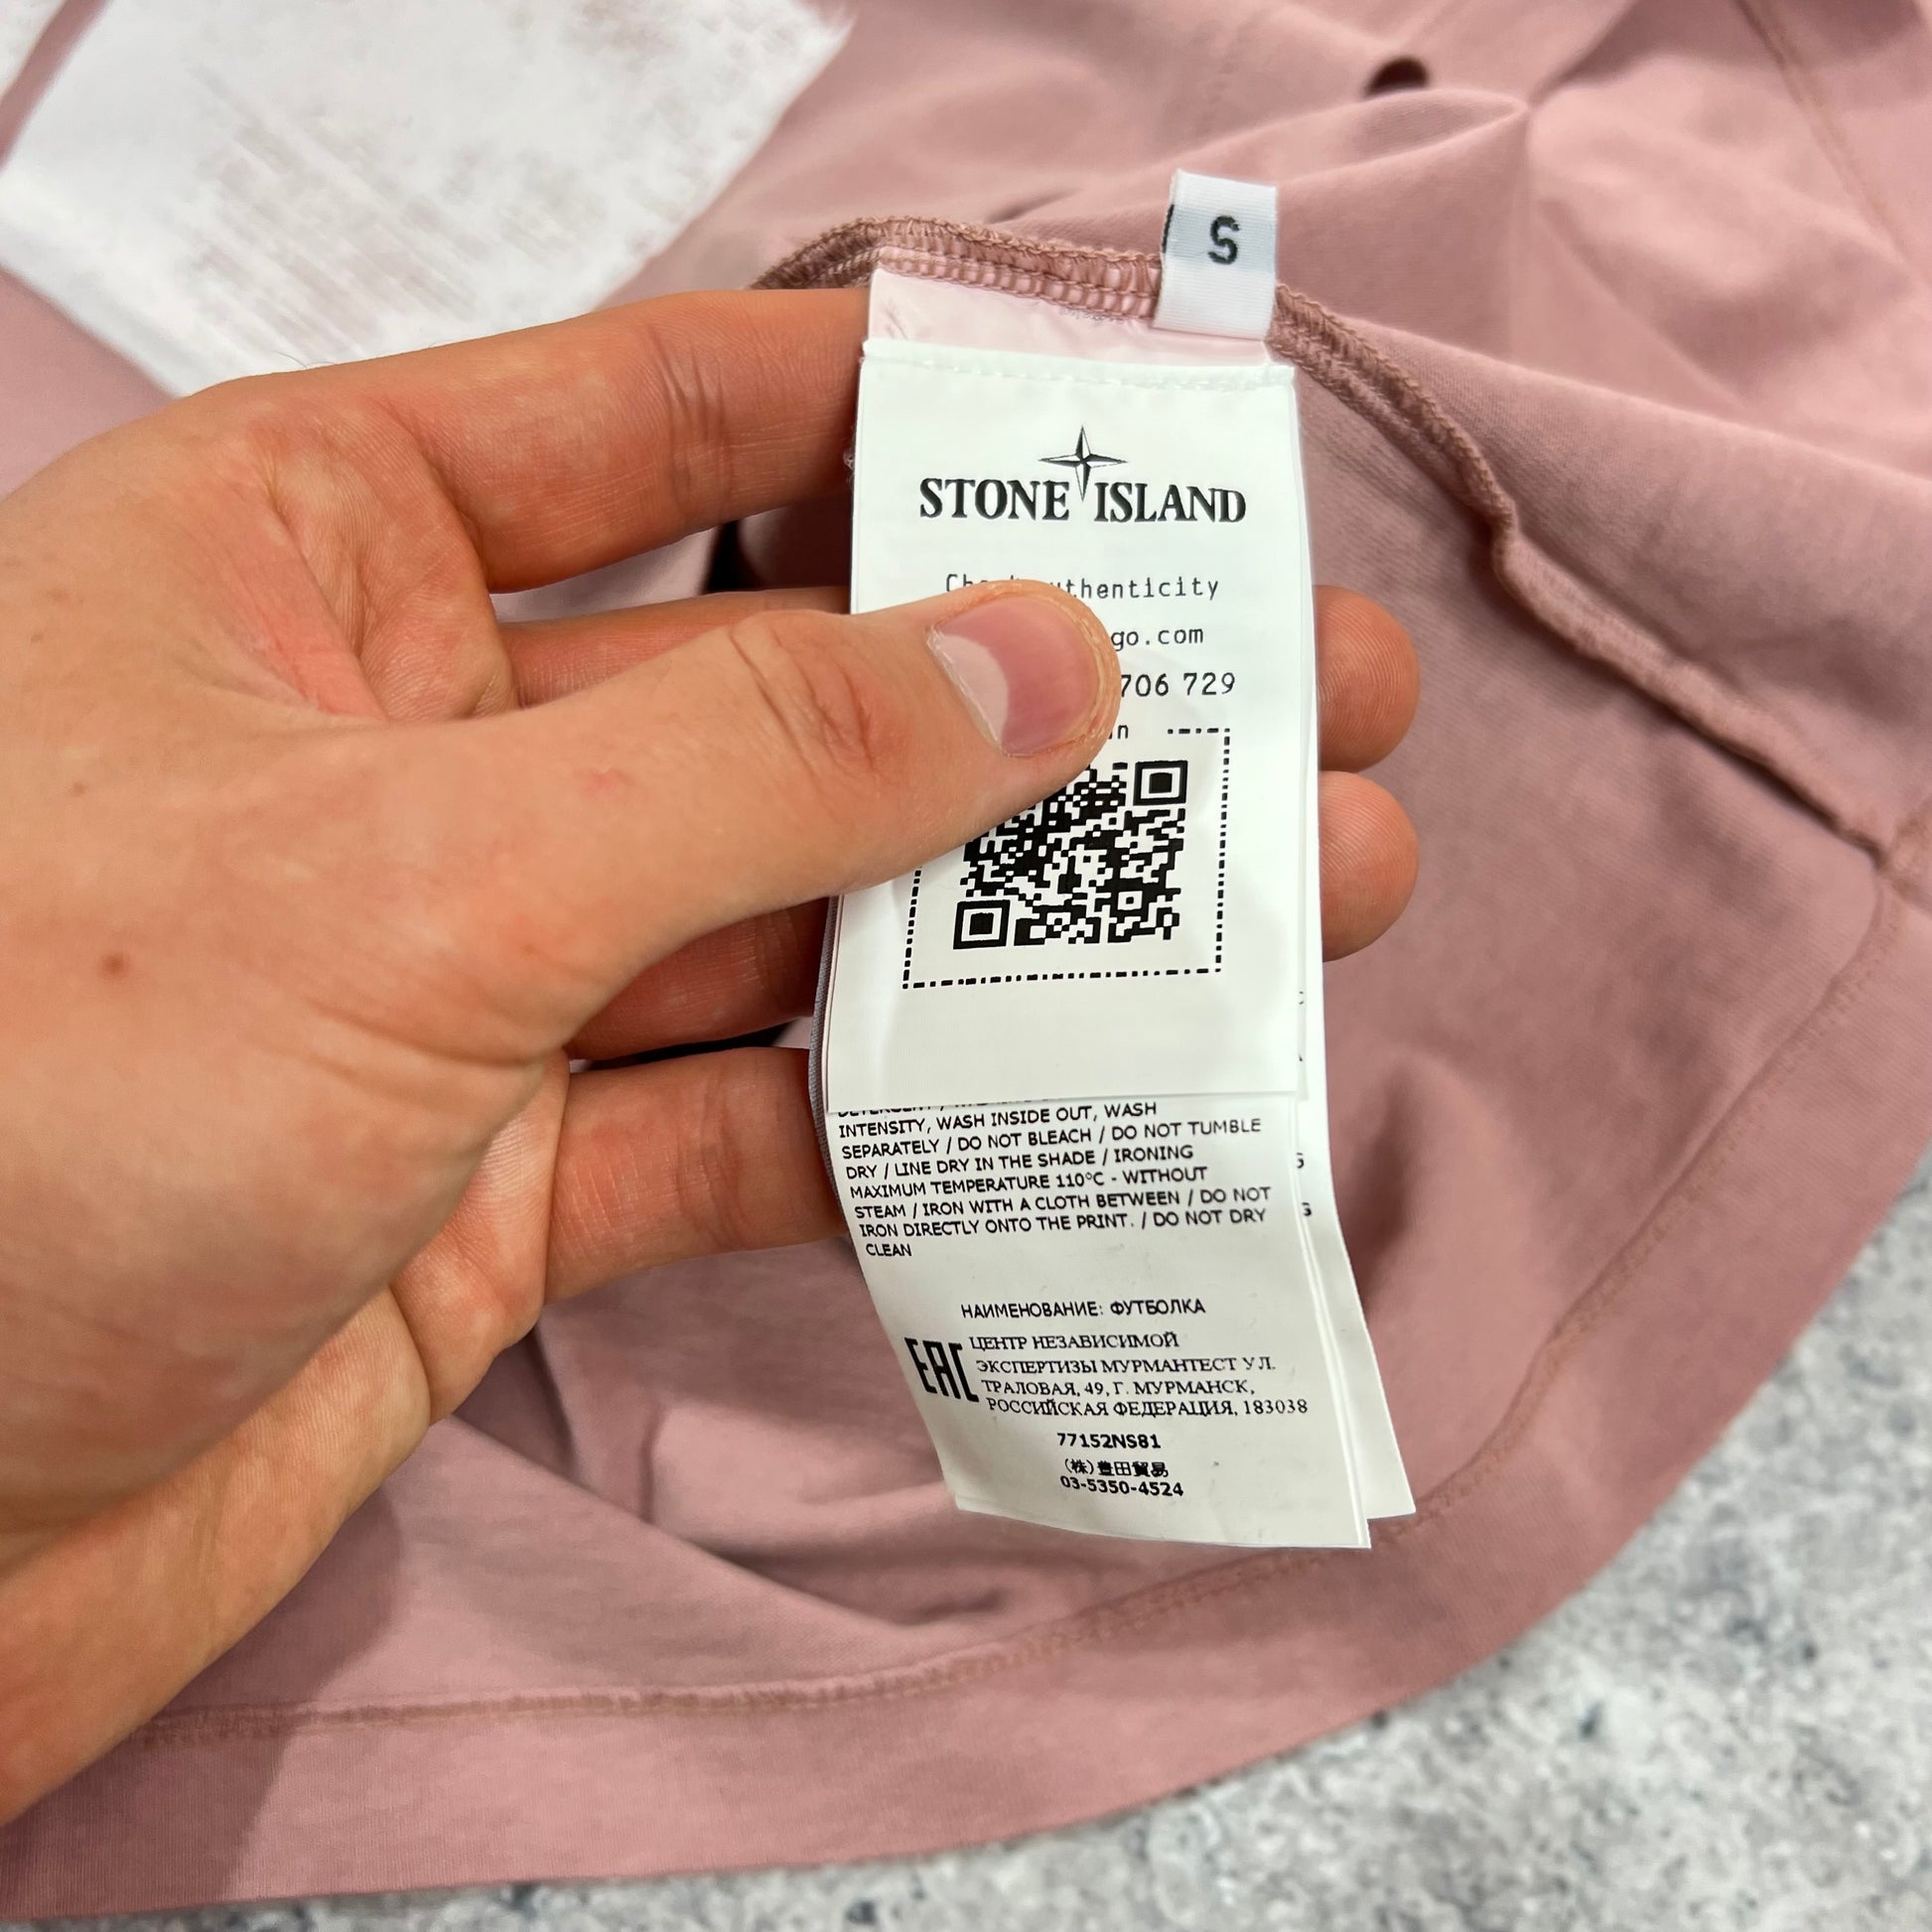 S
STONE ISLAND
706 729
INTENSITY, WASH INSIDE OUT, WASH
SEPARATELY / DO NOT BLEACH / DO NOT TUMBLE
DRY / LINE DRY IN THE SHADE / IRONING
MAXIMUM TEMPERATURE 110°C - WITHOUT
STEAM / IRON WITH A CLOTH BETWEEN / DO NOT
IRON DIRECTLY ONTO THE PRINT. / DO NOT DRY
CLEAN
НАИМЕНОВАНИЕ: ФУТБОЛКА
EAC
ЦЕНТР НЕЗАВИСИМОЙ
ЭКСПЕРТИЗЫ МУРМАНТЕСТ УЛ.
ТРАЛОВАЯ, 49, Г. МУРМАНСК,
РОССИЙСКАЯ ФЕДЕРАЦИЯ, 183038
77152NS81
(株)豊田貿易
03-5350-4524